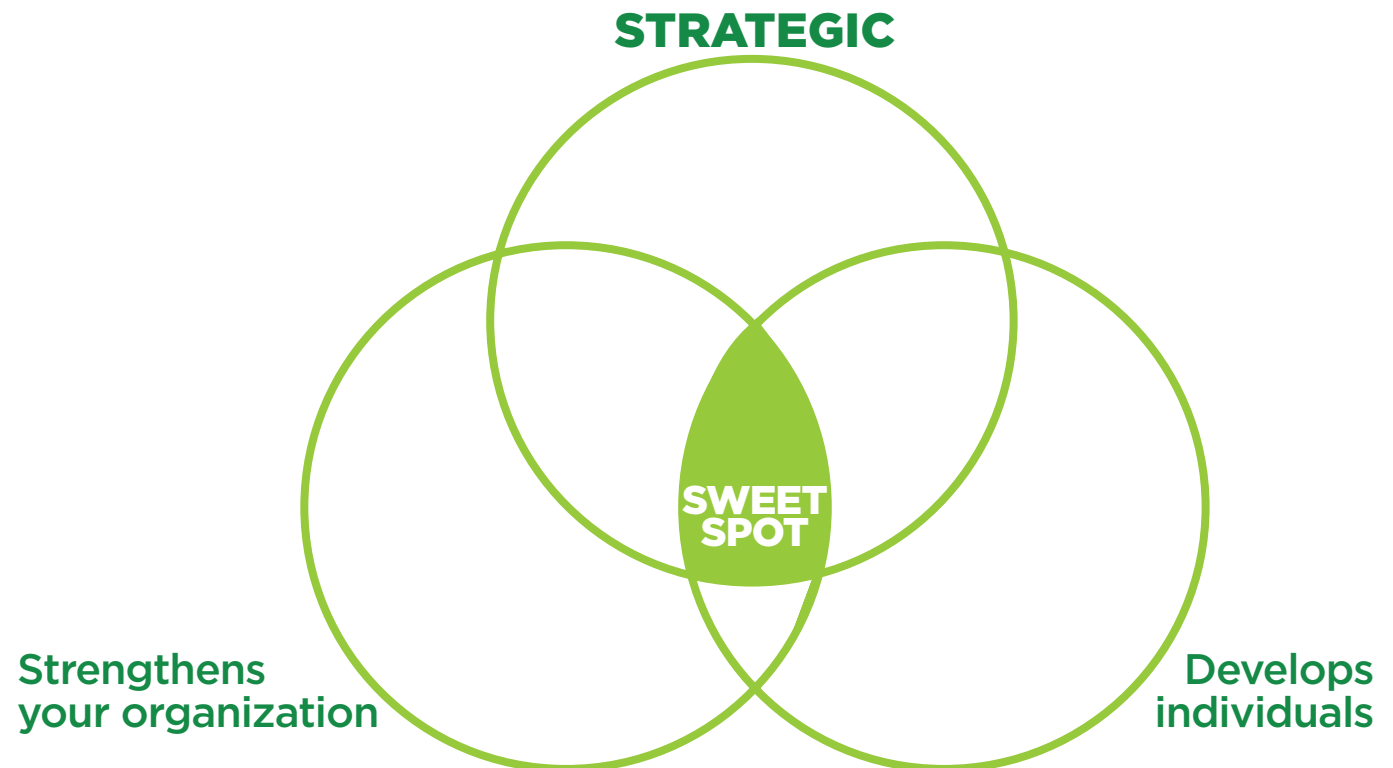 STRATEGIC
SWEET
SPOT
Strengthens
your organization
Develops
individuals